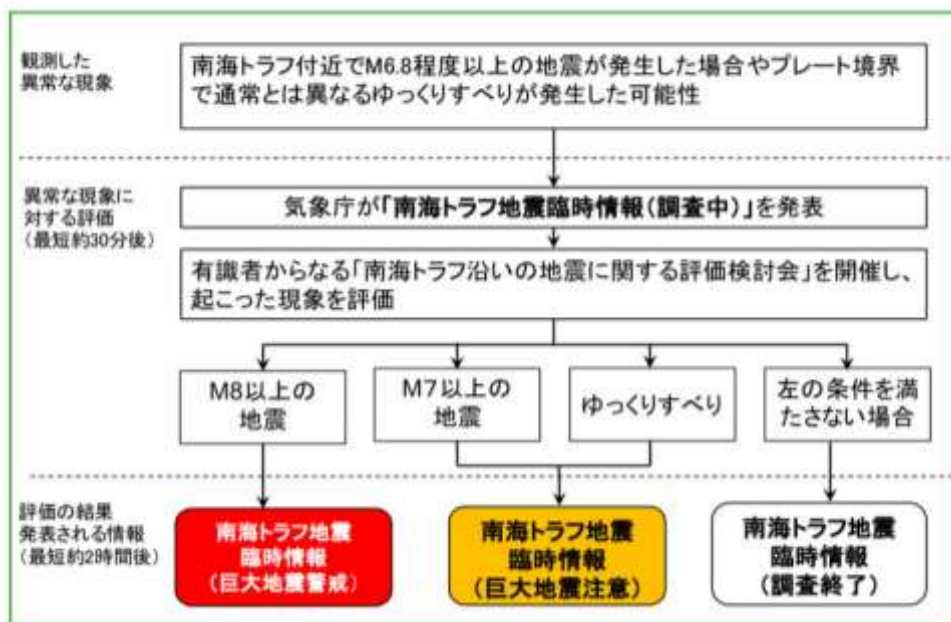 観測した
異常な現象
南海トラフ付近でM6.8程度以上の地震が発生した場合やプレート境界
で通常とは異なるゆっくりすべりが発生した可能性
異常な現象に
対する評価
(最短約30分後)
気象庁が「南海トラフ地震臨時情報(調査中)」を発表
有識者からなる「南海トラフ沿いの地震に関する評価検討会」を開催し、
起こった現象を評価
M8以上の
地震
M7以上の
地震
ゆっくりすべり
左の条件を満
たさない場合
評価の結果
発表される情報
(最短約2時間後)
南海トラフ地震
臨時情報
(巨大地震警戒)
南海トラフ地震
臨時情報
(巨大地震注意)
南海トラフ地震
臨時情報
(調査終了)